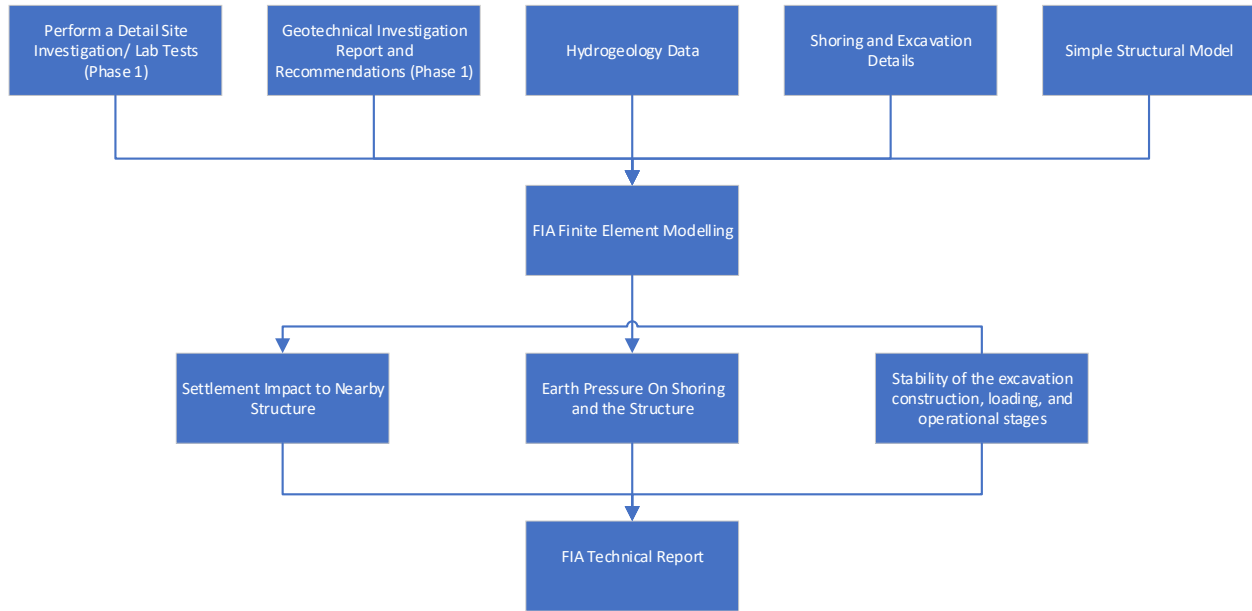 Perform a Detail Site
Investigation/ Lab Tests
(Phase 1)
Geotechnical Investigation
Report and
Recommendations (Phase 1)
Hydrogeology Data
Shoring and Excavation
Details
Simple Structural Model
FIA Finite Element Modelling
Settlement Impact to Nearby
Structure
Earth Pressure On Shoring
and the Structure
Stability of the excavation
construction, loading, and
operational stages
FIA Technical Report